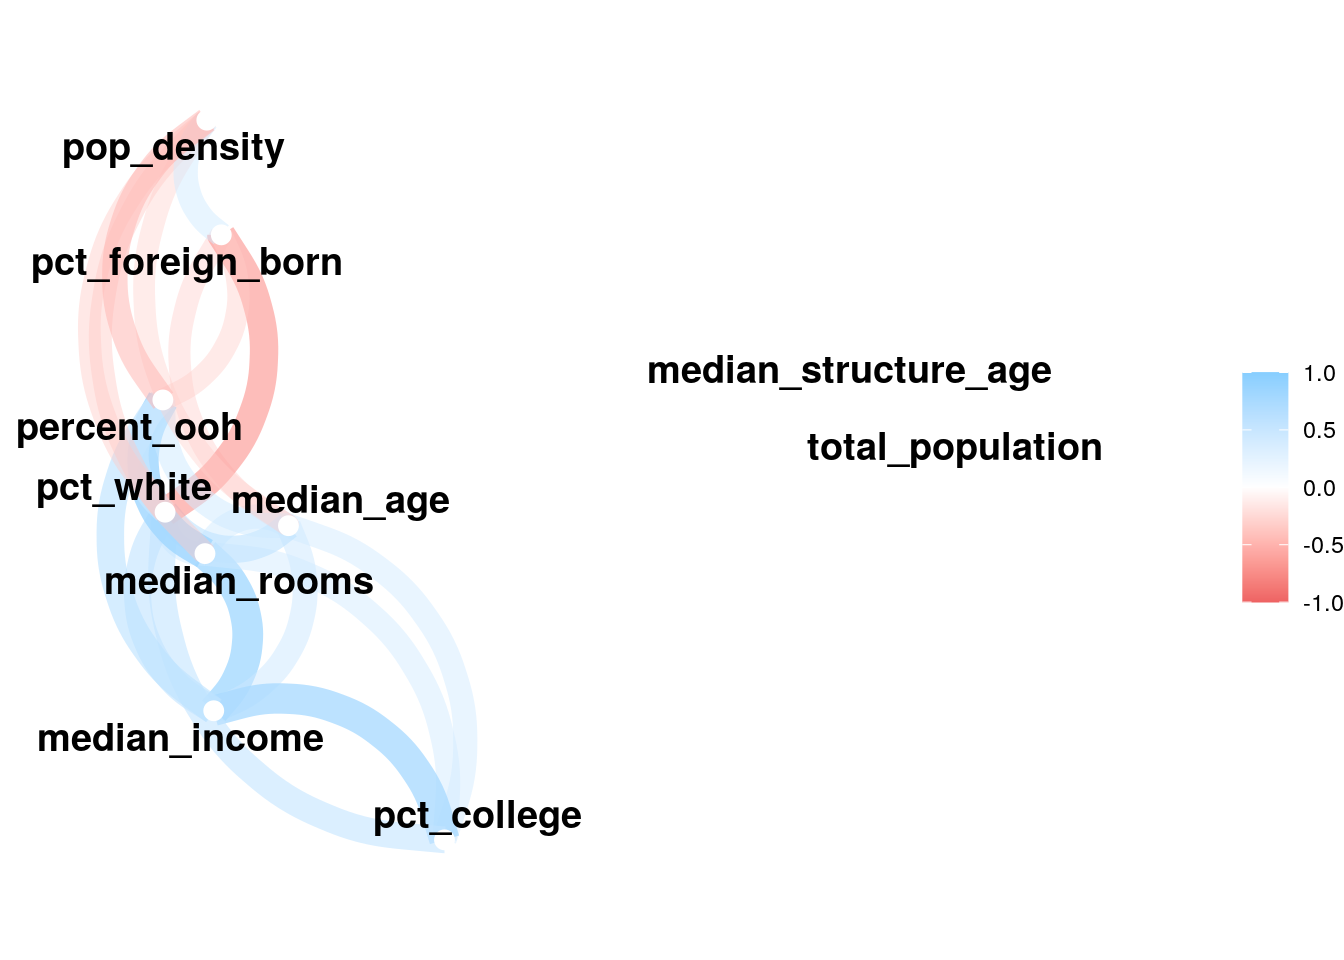 pop_density
pct_foreign_born
percent_ooh
pct_white
median_age
median_rooms
median_income
pct_college
median_structure_age
total_population
1.0
0.5
0.0
-0.5
-1.0